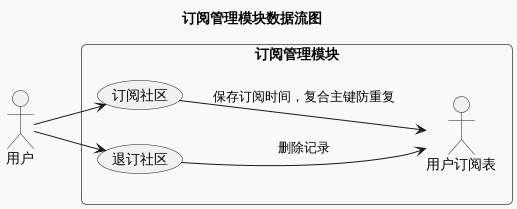 订阅管理模块数据流图
订阅管理模块
订阅社区
保存订阅时间，复合主键防重复
用户
用户订阅表
退订社区
删除记录